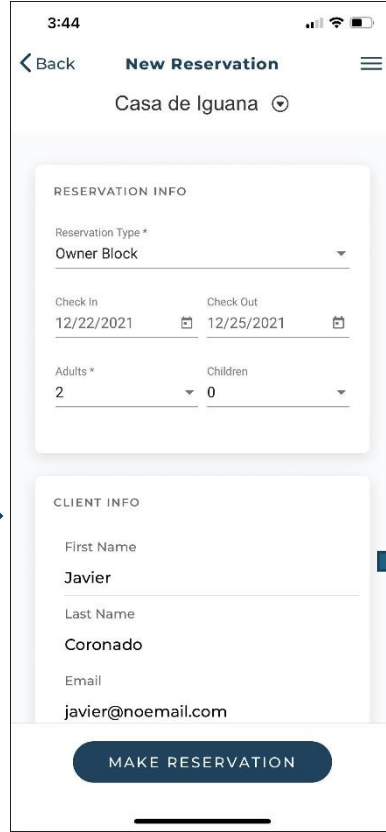 3:44
Back New Reservation
Casa de Iguana
RESERVATION INFO
Reservation Type *
Owner Block
Check In Check Out
12/22/2021 12/25/2021
Adults * Children
2 0
CLIENT INFO
First Name
Javier
Last Name
Coronado
Email
javier@noemail.com
MAKE RESERVATION